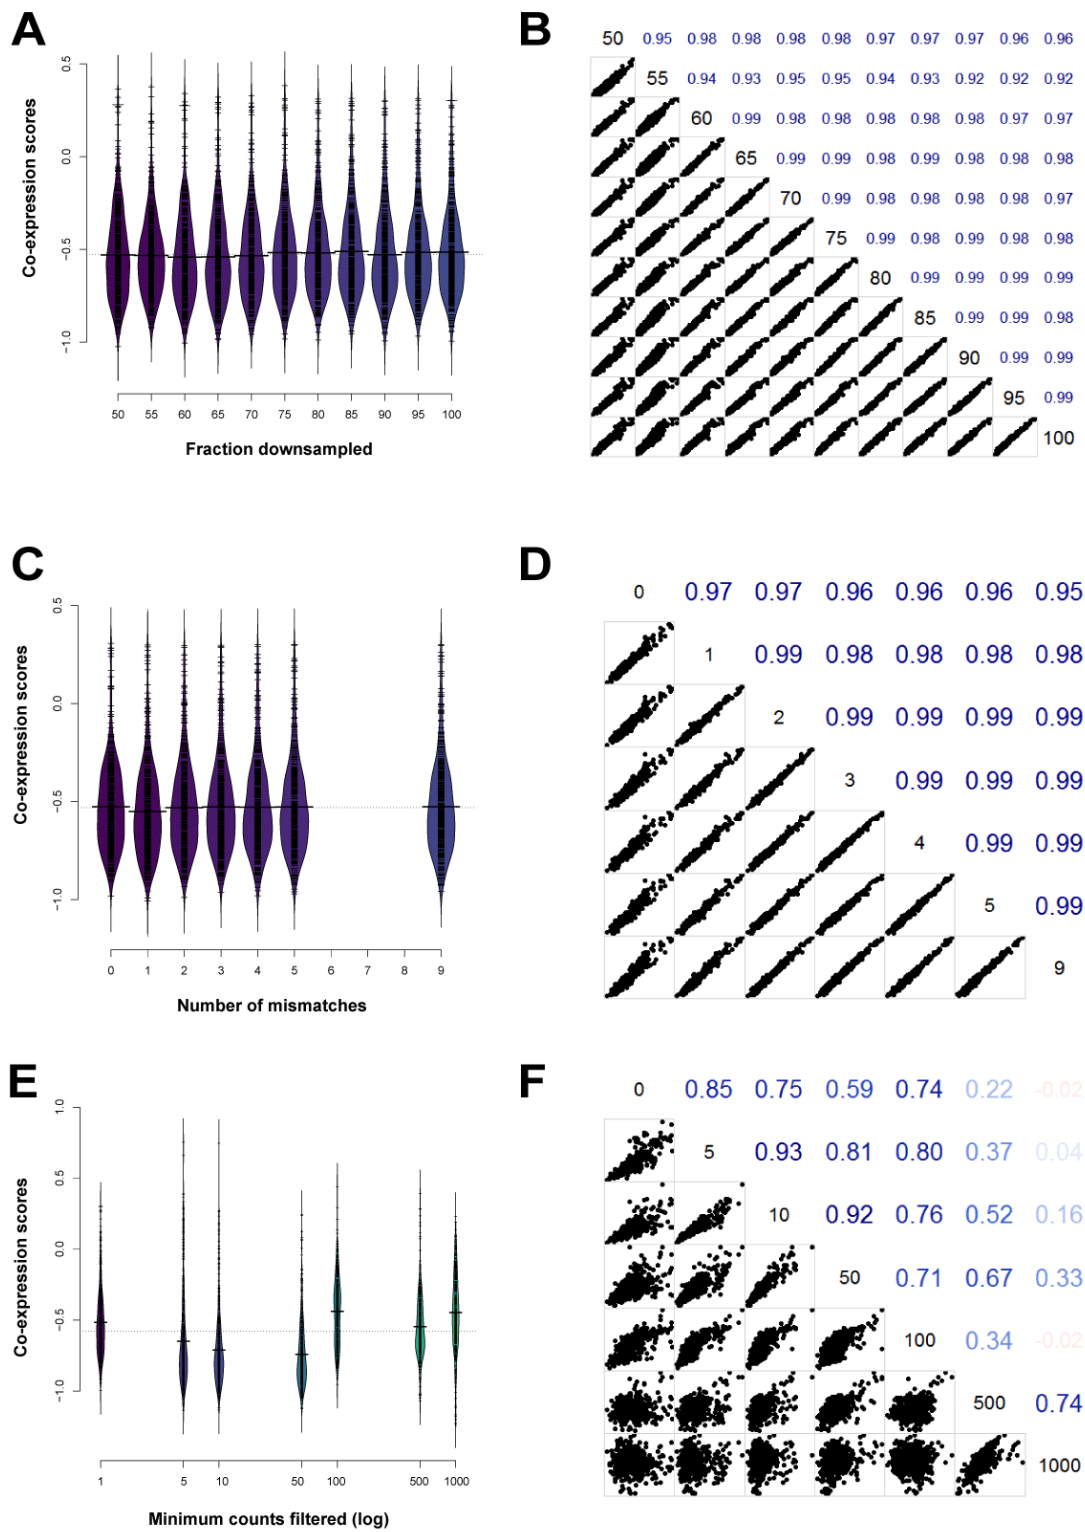 A
0.5
0.0
−0.5
−1.0
Co-expression scores
50 55 60 65 70 75 80 85 90 95 100
Fraction downsampled
B
50 0.95 0.98 0.98 0.98 0.98 0.97 0.97 0.97 0.96 0.96
55 0.94 0.93 0.95 0.95 0.94 0.93 0.92 0.92 0.92
60 0.99 0.98 0.98 0.98 0.98 0.98 0.97 0.97
65 0.99 0.99 0.98 0.99 0.98 0.98
70 0.99 0.98 0.98 0.98 0.97
75 0.99 0.98 0.99 0.98 0.98
80 0.99 0.99 0.99 0.99
85 0.99 0.99 0.98
90 0.99 0.99
95 0.99
100
C
0.5
0.0
−0.5
−1.0
Co-expression scores
0 1 2 3 4 5 6 7 8 9
Number of mismatches
D
0 0.97 0.97 0.96 0.96 0.96 0.95
1 0.99 0.98 0.98 0.98 0.98
2 0.99 0.99 0.99 0.99
3 0.99 0.99 0.99
4 0.99 0.99
5 0.99
9
E
1.0
0.5
0.0
−0.5
−1.0
Co-expression scores
1 5 10 50 100 500 1000
Minimum counts filtered (log)
F
0 0.85 0.75 0.59 0.74 0.22 -0.02
5 0.93 0.81 0.80 0.37 0.04
10 0.92 0.76 0.52 0.16
50 0.71 0.67 0.33
100 0.34 -0.02
500 0.74
1000